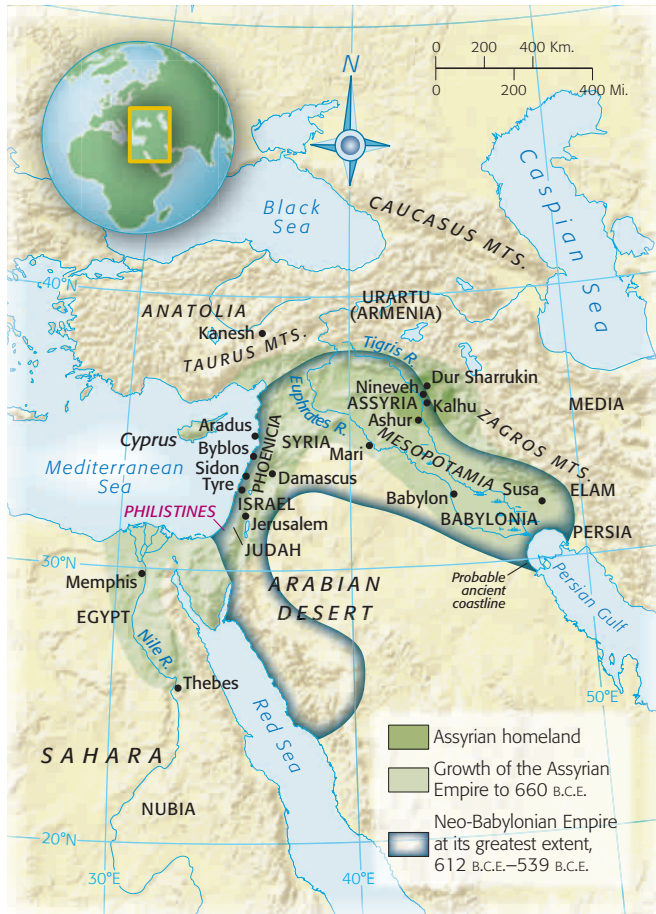 0 200 400 Km.
0 200 400 Mi.
N
Caspian Sea
Black
Sea
CAUCASUS MTS.
40°N
ANATOLIA
URARTU
(ARMENIA)
Kanesh
TAURUS MTS.
Tigris R.
Dur Sharrukin
Nineveh
ASSYRIA
Kalhu
MEDIA
Euphrates R.
Ashur
ZAGROS MTS.
Aradus
Cyprus
Byblos
PHOENICIA
SYRIA
Mari
MESOPOTAMIA
Mediterranean
Sea
Sidon
Tyre
Damascus
Babylon
Susa
ELAM
PHILISTINES
ISRAEL
Jerusalem
BABYLONIA
PERSIA
JUDAH
30°N
30°N
Memphis
ARABIAN
DESERT
Probable
ancient
coastline
Persian Gulf
EGYPT
Nile R.
Thebes
Red Sea
50°E
SAHARA
NUBIA
20°N
20°N
30°E
40°E
Assyrian homeland
Growth of the Assyrian
Empire to 660 B.C.E.
Neo-Babylonian Empire
at its greatest extent,
612 B.C.E.–539 B.C.E.